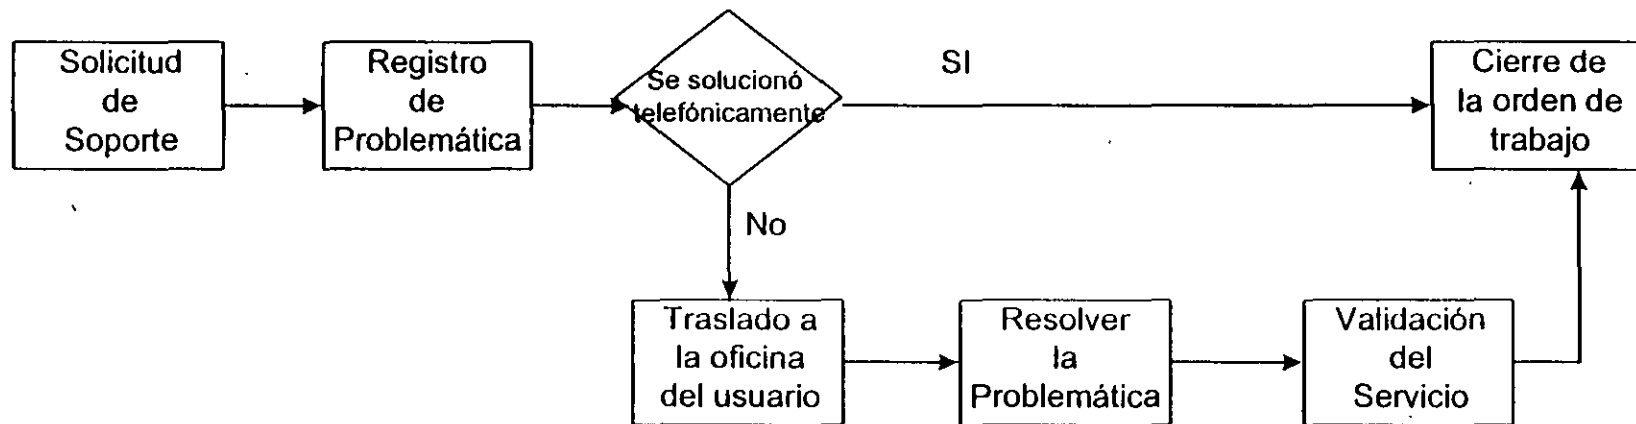 Solicitud
de
Soporte
Registro
de
Problemática
Se solucionó
telefónicamente
SI
Cierre de
la orden de
trabajo
No
Traslado a
la oficina
del usuario
Resolver
la
Problemática
Validación
del
Servicio